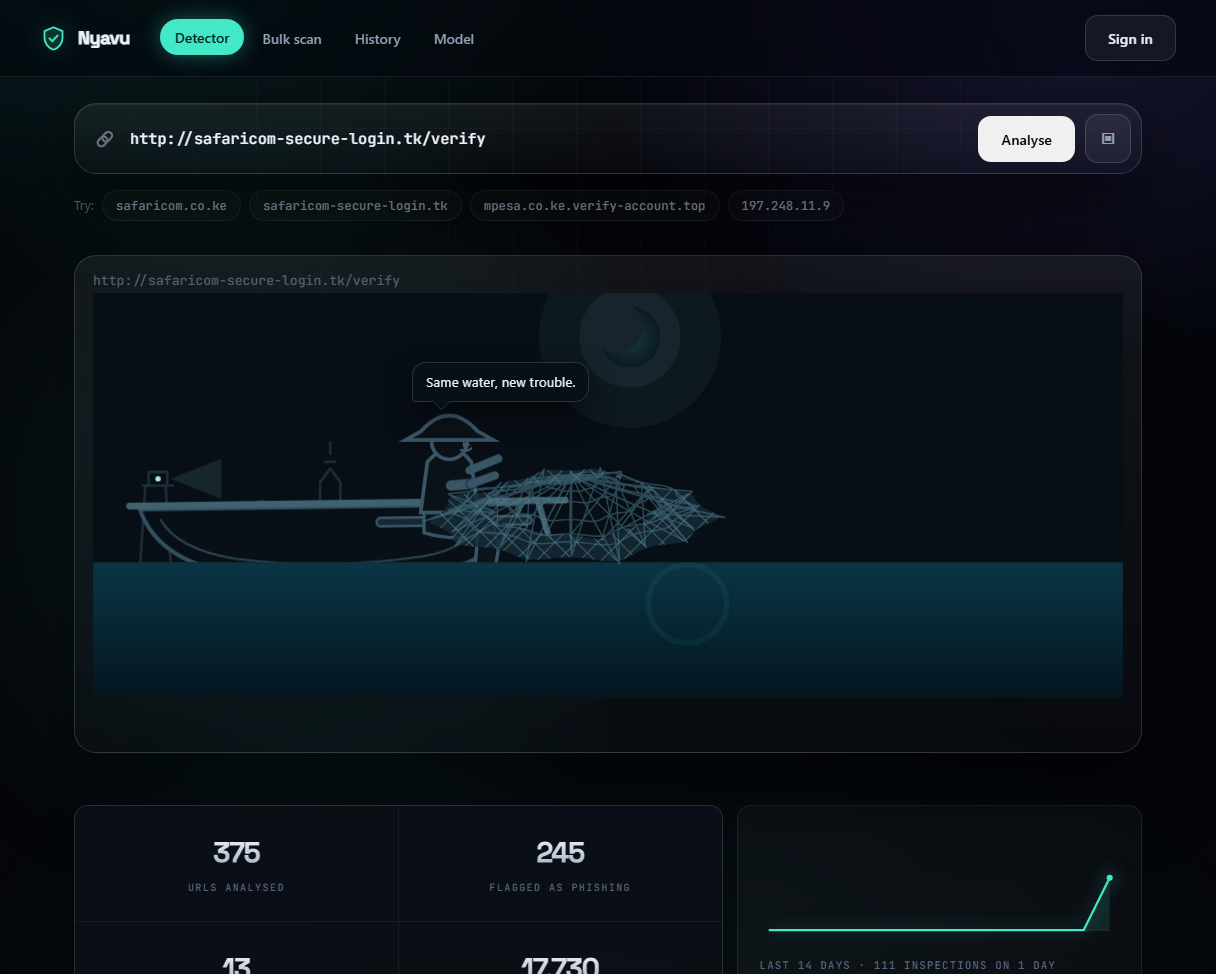 Nyavu
Detector
Bulk scan
History
Model
Sign in
http://safaricom-secure-login.tk/verify
Analyse
Try:
safaricom.co.ke
safaricom-secure-login.tk
mpesa.co.ke.verify-account.top
197.248.11.9
http://safaricom-secure-login.tk/verify
Same water, new trouble.
375
URLS ANALYSED
245
FLAGGED AS PHISHING
13
17,730
LAST 14 DAYS · 111 INSPECTIONS ON 1 DAY